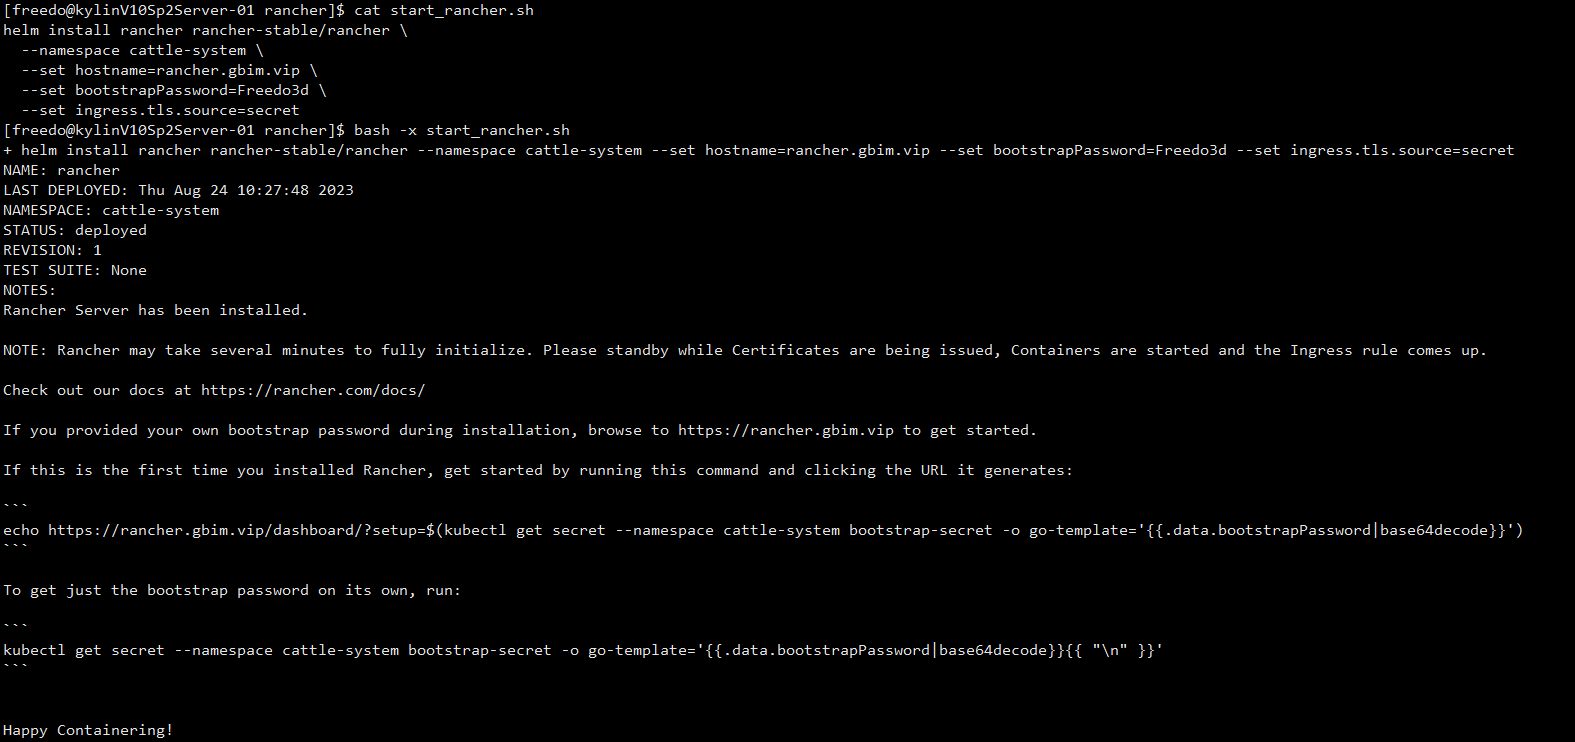 [freedo@kylinV10Sp2Server-01 rancher]$ cat start_rancher.sh
helm install rancher rancher-stable/rancher \
  --namespace cattle-system \
  --set hostname=rancher.gbim.vip \
  --set bootstrapPassword=Freedo3d \
  --set ingress.tls.source=secret
[freedo@kylinV10Sp2Server-01 rancher]$ bash -x start_rancher.sh
+ helm install rancher rancher-stable/rancher --namespace cattle-system --set hostname=rancher.gbim.vip --set bootstrapPassword=Freedo3d --set ingress.tls.source=secret
NAME: rancher
LAST DEPLOYED: Thu Aug 24 10:27:48 2023
NAMESPACE: cattle-system
STATUS: deployed
REVISION: 1
TEST SUITE: None
NOTES:
Rancher Server has been installed.

NOTE: Rancher may take several minutes to fully initialize. Please standby while Certificates are being issued, Containers are started and the Ingress rule comes up.

Check out our docs at https://rancher.com/docs/

If you provided your own bootstrap password during installation, browse to https://rancher.gbim.vip to get started.

If this is the first time you installed Rancher, get started by running this command and clicking the URL it generates:

```
echo https://rancher.gbim.vip/dashboard/?setup=$(kubectl get secret --namespace cattle-system bootstrap-secret -o go-template='{{.data.bootstrapPassword|base64decode}}')
```

To get just the bootstrap password on its own, run:

```
kubectl get secret --namespace cattle-system bootstrap-secret -o go-template='{{.data.bootstrapPassword|base64decode}}{{ "\n" }}'
```


Happy Containering!